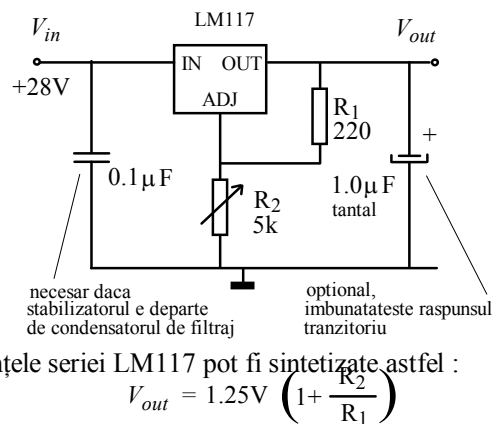 LM117
V_in
V_out
IN OUT
+28V
ADJ
R1
220
+
0.1µF
R2
5k
1.0µF
tantal
necesar daca
stabilizatorul e departe
de condensatorul de filtraj
optional,
imbunatateste raspunsul
tranzitoriu
nțele seriei LM117 pot fi sintetizate astfel :
V_out = 1.25V (1+ R2/R1)